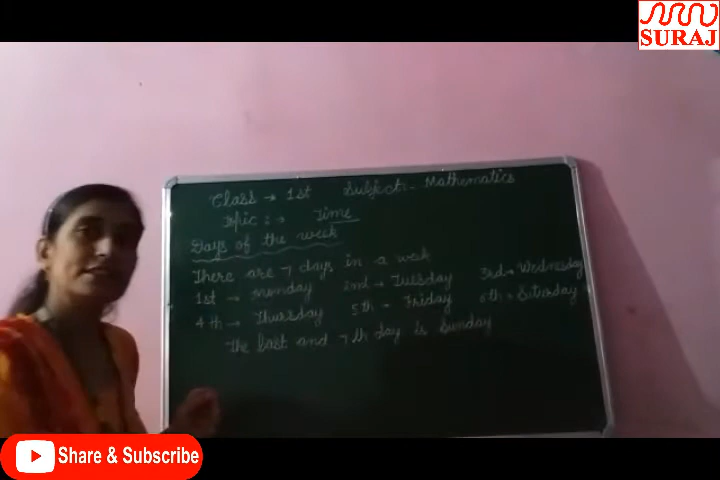 SURAJ
Class → 1st Subject:- Mathematics
Topic :→ Time
Days of the week
There are 7 days in a wek
1st → Monday 2nd → Tuesday 3rd → Wednesday
4th → Thursday 5th → Friday 6th → Saturday
The last and 7th day is Sunday
Share & Subscribe